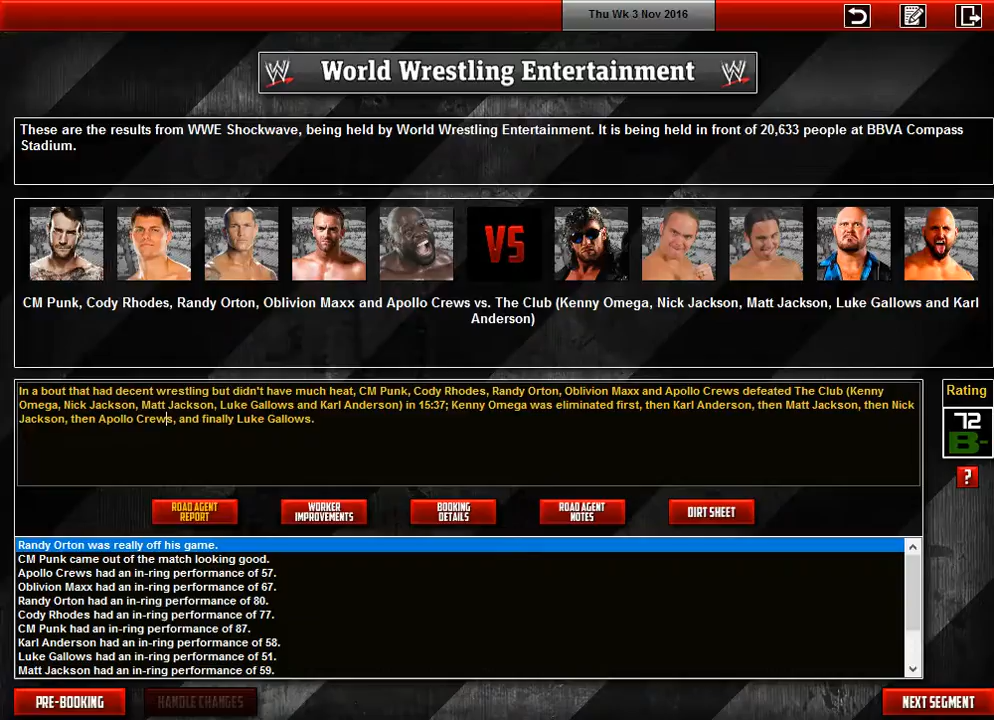 Thu Wk 3 Nov 2016
World Wrestling Entertainment
These are the results from WWE Shockwave, being held by World Wrestling Entertainment. It is being held in front of 20,633 people at BBVA Compass
Stadium.
VS
CM Punk, Cody Rhodes, Randy Orton, Oblivion Maxx and Apollo Crews vs. The Club (Kenny Omega, Nick Jackson, Matt Jackson, Luke Gallows and Karl
Anderson)
In a bout that had decent wrestling but didn't have much heat, CM Punk, Cody Rhodes, Randy Orton, Oblivion Maxx and Apollo Crews defeated The Club (Kenny
Omega, Nick Jackson, Matt Jackson, Luke Gallows and Karl Anderson) in 15:37; Kenny Omega was eliminated first, then Karl Anderson, then Matt Jackson, then Nick
Jackson, then Apollo Crews, and finally Luke Gallows.
Rating
72
B-
?
ROAD AGENT
REPORT
WORKER
IMPROVEMENTS
BOOKING
DETAILS
ROAD AGENT
NOTES
DIRT SHEET
Randy Orton was really off his game.
CM Punk came out of the match looking good.
Apollo Crews had an in-ring performance of 57.
Oblivion Maxx had an in-ring performance of 67.
Randy Orton had an in-ring performance of 80.
Cody Rhodes had an in-ring performance of 77.
CM Punk had an in-ring performance of 87.
Karl Anderson had an in-ring performance of 58.
Luke Gallows had an in-ring performance of 51.
Matt Jackson had an in-ring performance of 59.
PRE-BOOKING
HANDLE CHANGES
NEXT SEGMENT